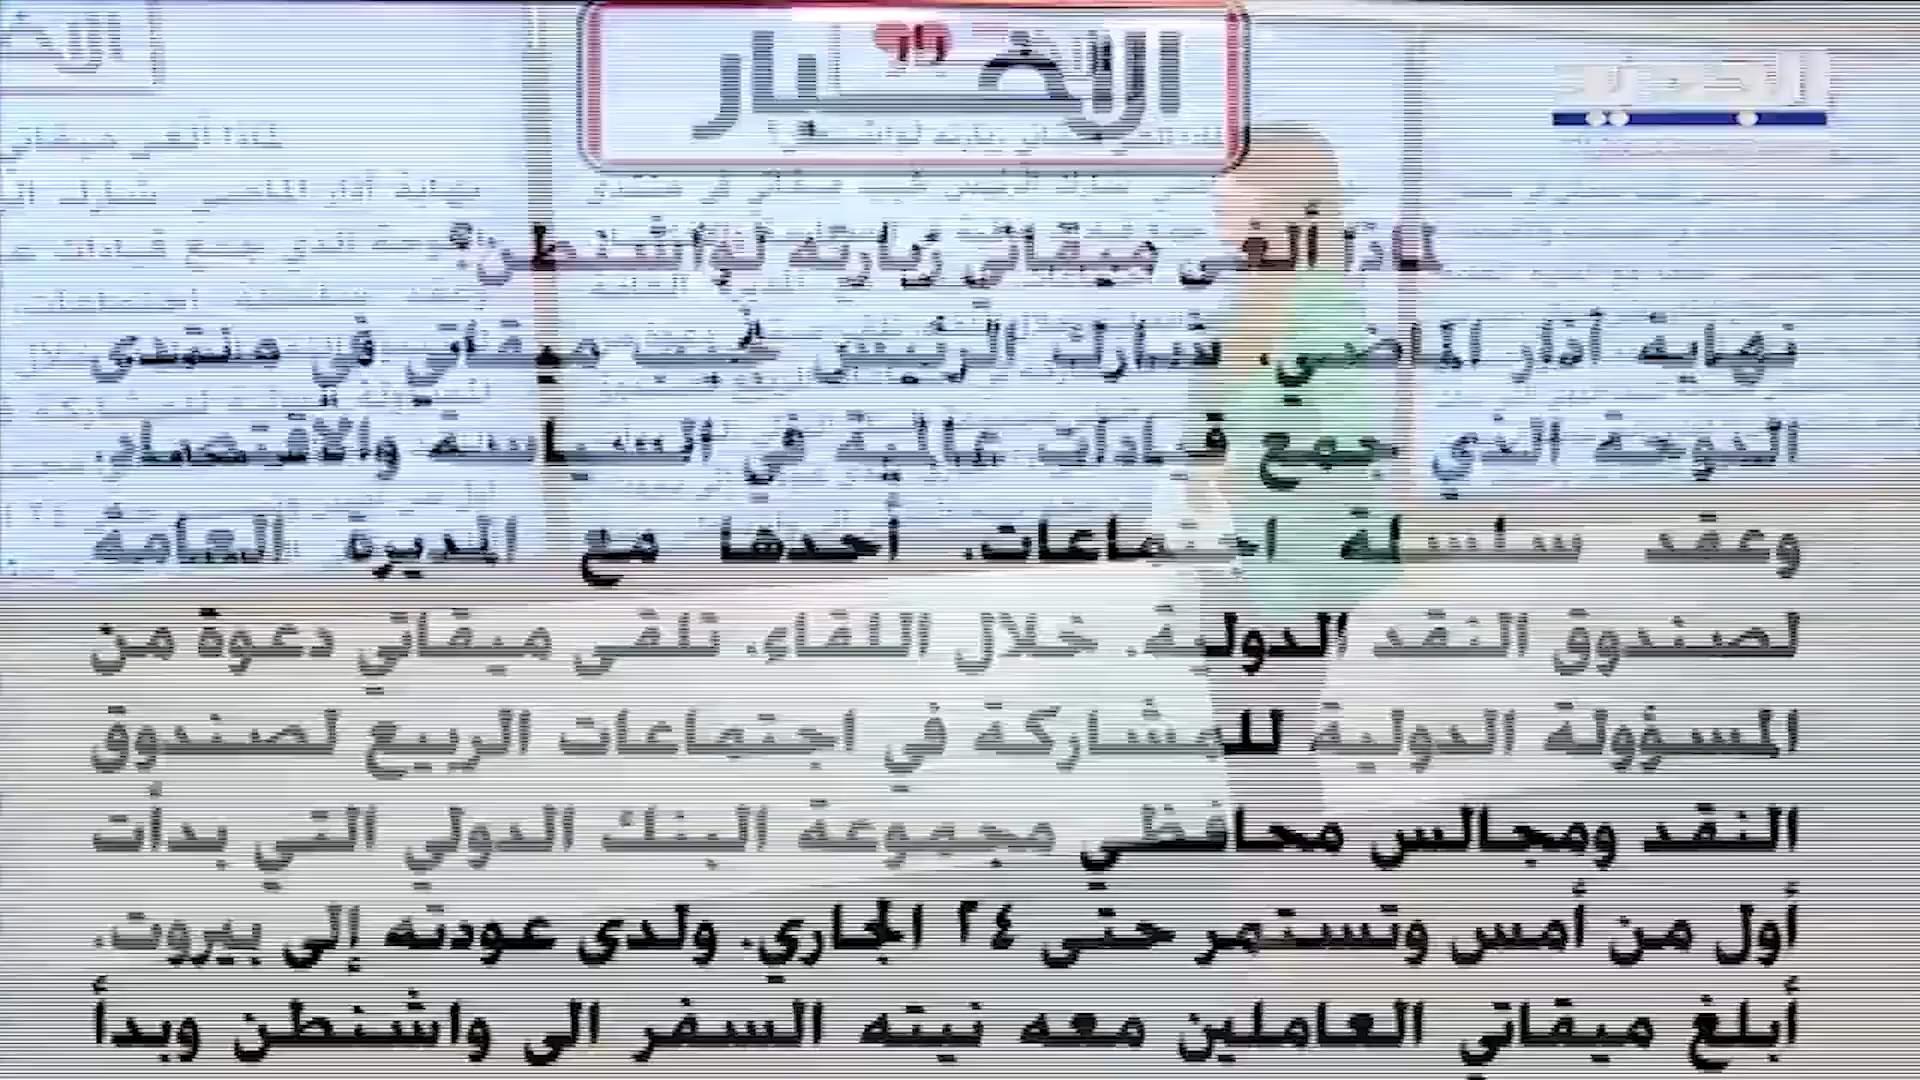 الأخبار
الجديد
لماذا ألغى ميقاتي زيارته لواشنطن؟
نهاية آذار الماضي، شارك الرئيس نجيب ميقاتي في منتدى
الدوحة الذي جمع قيادات عالمية في السياسة والاقتصاد،
وعقد سلسلة اجتماعات، أحدها مع المديرة العامة
لصندوق النقد الدولية. خلال اللقاء، تلقى ميقاتي دعوة من
المسؤولة الدولية للمشاركة في اجتماعات الربيع لصندوق
النقد ومجالس محافظي مجموعة البنك الدولي التي بدأت
أول من أمس وتستمر حتى ٢٤ الجاري. ولدى عودته إلى بيروت،
أبلغ ميقاتي العاملين معه نيته السفر الى واشنطن وبدأ